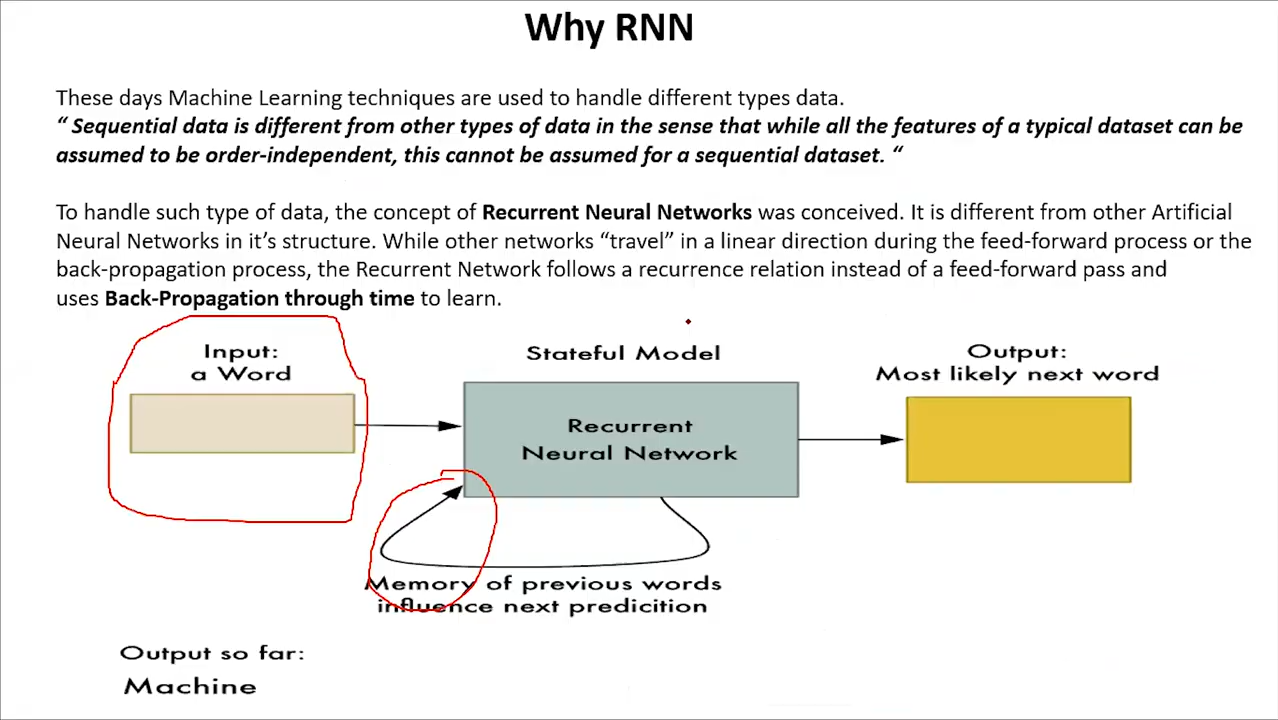 Why RNN
These days Machine Learning techniques are used to handle different types data.
“ Sequential data is different from other types of data in the sense that while all the features of a typical dataset can be
assumed to be order-independent, this cannot be assumed for a sequential dataset. “
To handle such type of data, the concept of Recurrent Neural Networks was conceived. It is different from other Artificial
Neural Networks in it’s structure. While other networks “travel” in a linear direction during the feed-forward process or the
back-propagation process, the Recurrent Network follows a recurrence relation instead of a feed-forward pass and
uses Back-Propagation through time to learn.
Input:
a Word
Stateful Model
Output:
Most likely next word
Recurrent
Neural Network
Memory of previous words
influence next predicition
Output so far:
Machine